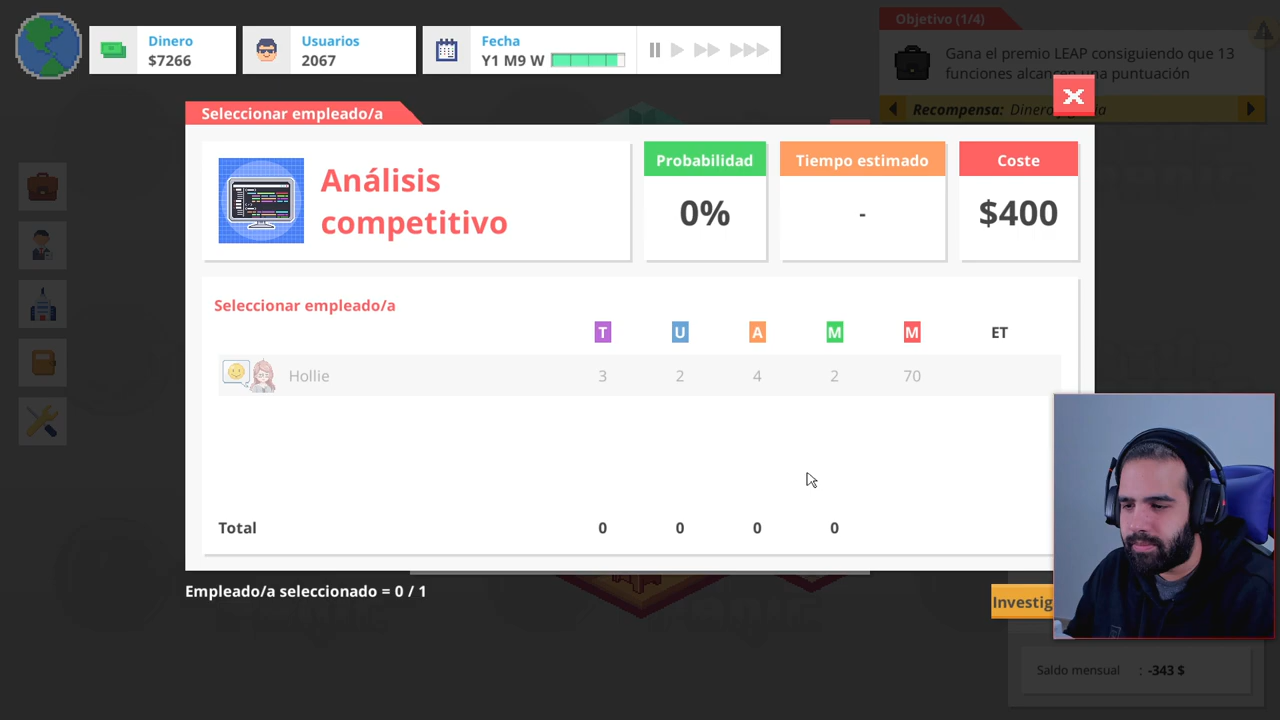 Dinero
$7266
Usuarios
2067
Fecha
Y1 M9 W
Objetivo (1/4)
Gana el premio LEAP consiguiendo que 13
funciones alcancen una puntuación
Recompensa: Dinero
Seleccionar empleado/a
Análisis
competitivo
Probabilidad
0%
Tiempo estimado
-
Coste
$400
Seleccionar empleado/a
T U A M M ET
Hollie 3 2 4 2 70
Total 0 0 0 0
Empleado/a seleccionado = 0 / 1
Investig
Saldo mensual : -343 $